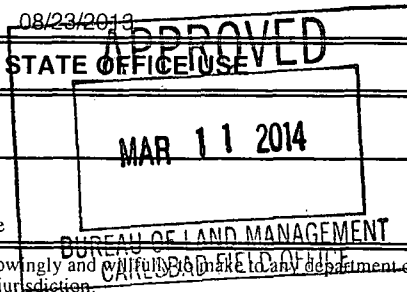 08/23/2013
APPROVED
STATE OFFICE USE
MAR 11 2014
e
BUREAU OF LAND MANAGEMENT
CARLSBAD FIELD OFFICE
owingly and willfully to make to any department o
jurisdiction.